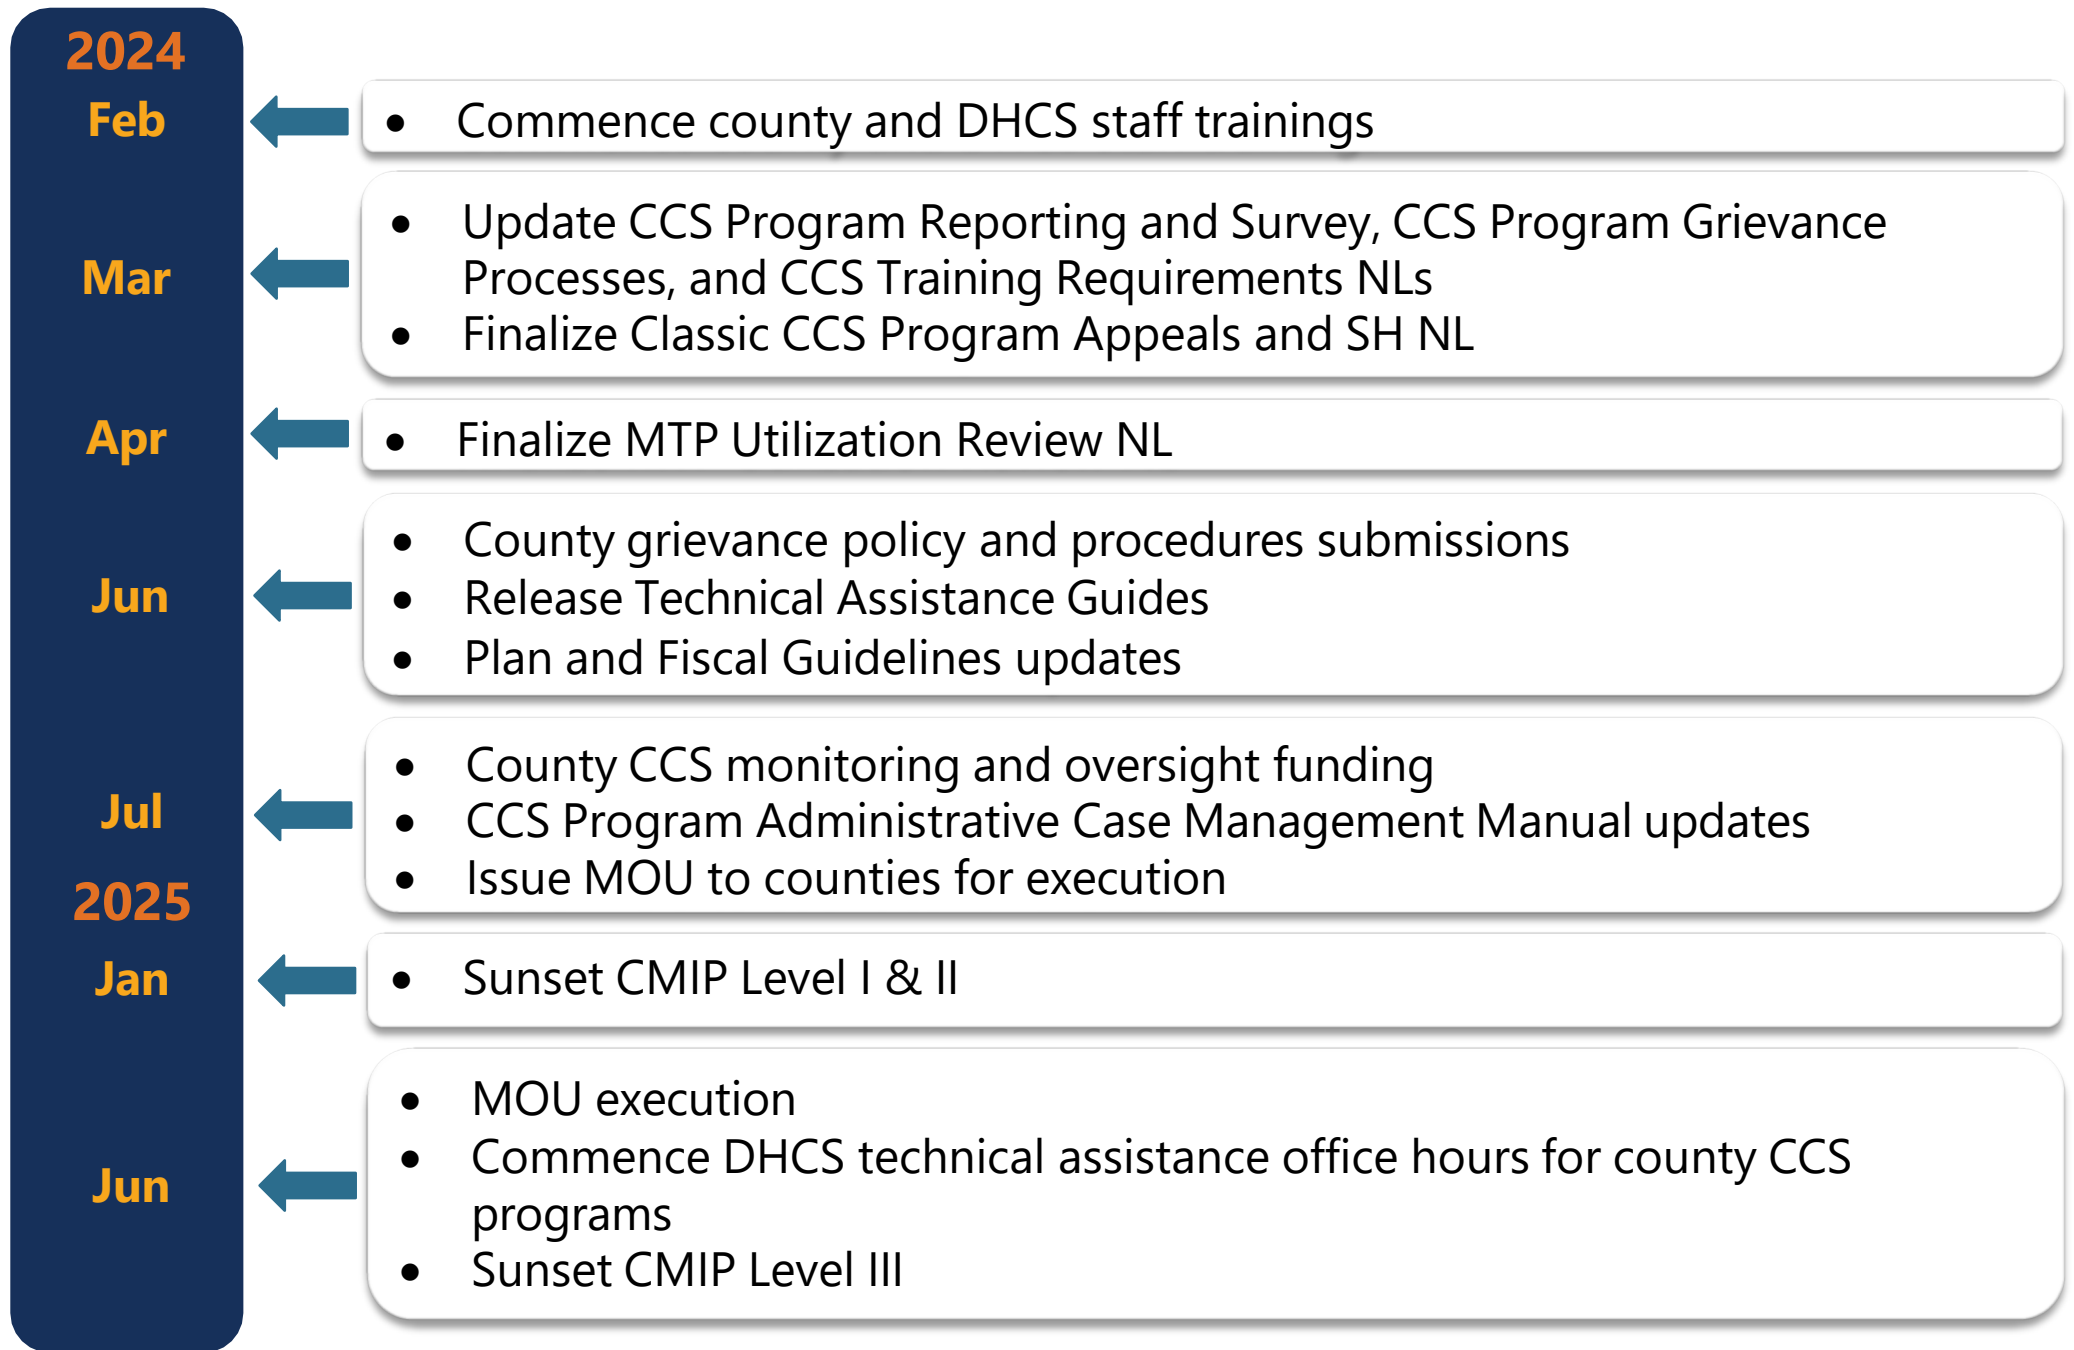 2024
Feb
• Commence county and DHCS staff trainings
Mar
• Update CCS Program Reporting and Survey, CCS Program Grievance
Processes, and CCS Training Requirements NLs
• Finalize Classic CCS Program Appeals and SH NL
Apr
• Finalize MTP Utilization Review NL
Jun
• County grievance policy and procedures submissions
• Release Technical Assistance Guides
• Plan and Fiscal Guidelines updates
Jul
• County CCS monitoring and oversight funding
• CCS Program Administrative Case Management Manual updates
• Issue MOU to counties for execution
2025
Jan
• Sunset CMIP Level I & II
Jun
• MOU execution
• Commence DHCS technical assistance office hours for county CCS
programs
• Sunset CMIP Level III